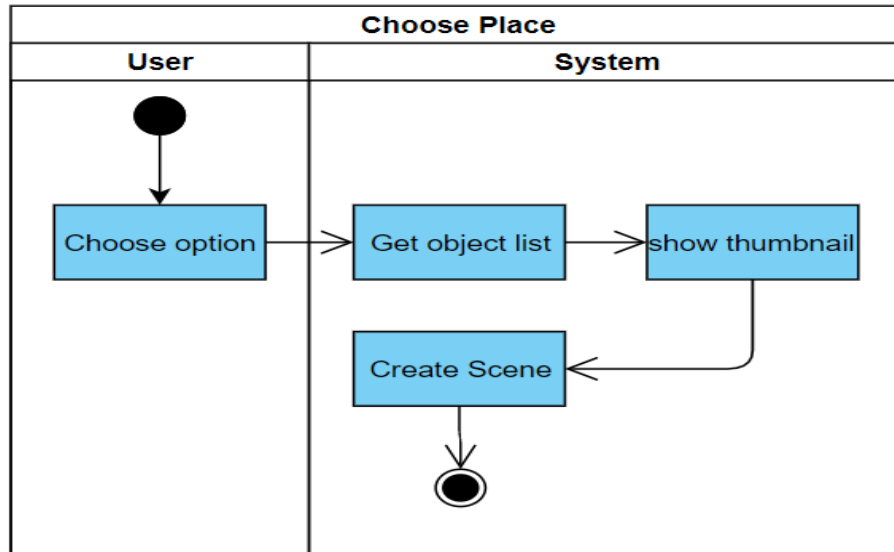 Choose Place
User
System
Choose option
Get object list
show thumbnail
Create Scene